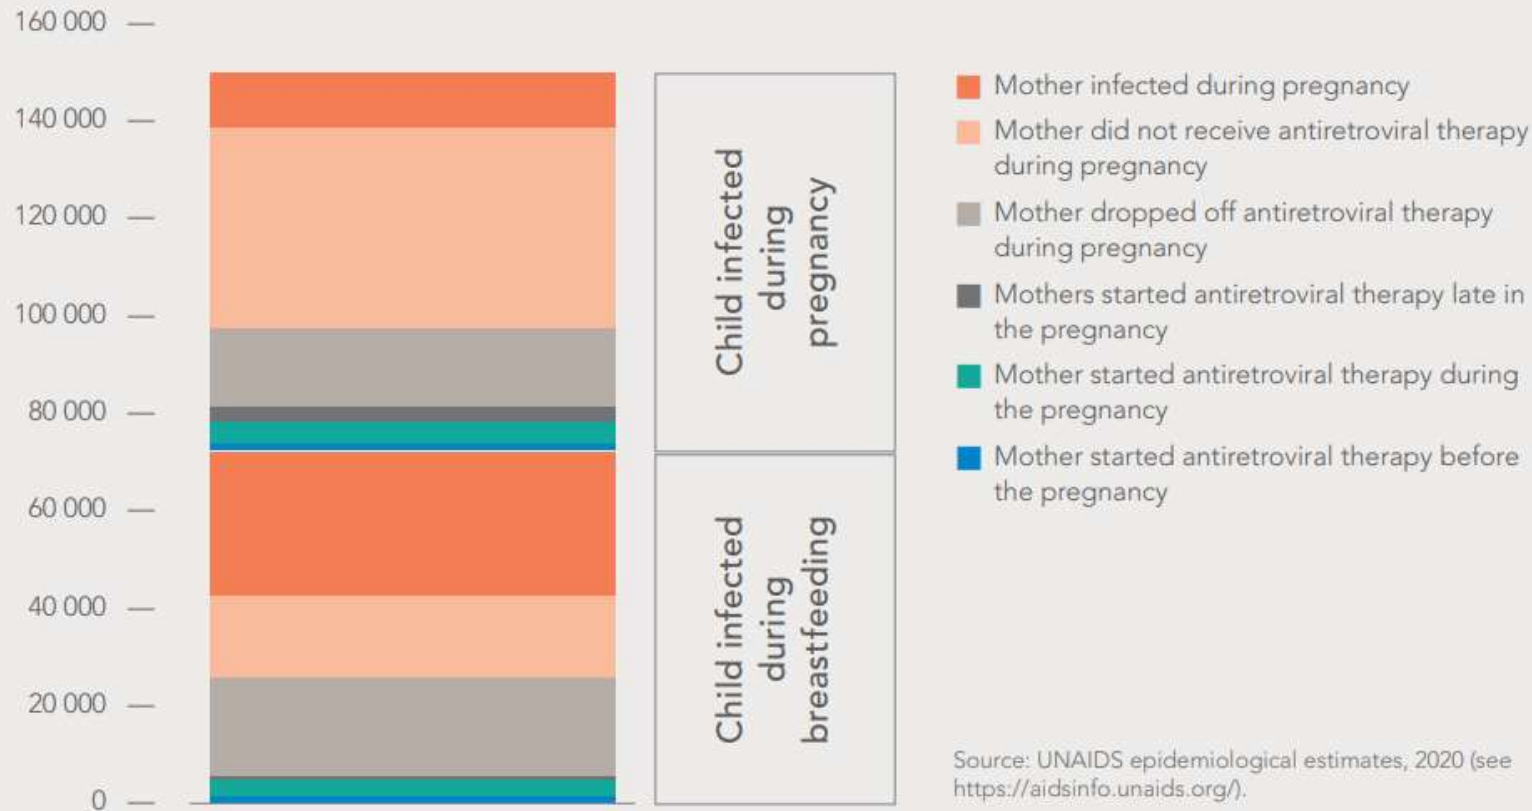 160 000
140 000
120 000
100 000
80 000
60 000
40 000
20 000
0
Child infected
during
pregnancy
Child infected
during
breastfeeding
Mother infected during pregnancy
Mother did not receive antiretroviral therapy
during pregnancy
Mother dropped off antiretroviral therapy
during pregnancy
Mothers started antiretroviral therapy late in
the pregnancy
Mother started antiretroviral therapy during
the pregnancy
Mother started antiretroviral therapy before
the pregnancy
Source: UNAIDS epidemiological estimates, 2020 (see
https://aidsinfo.unaids.org/).